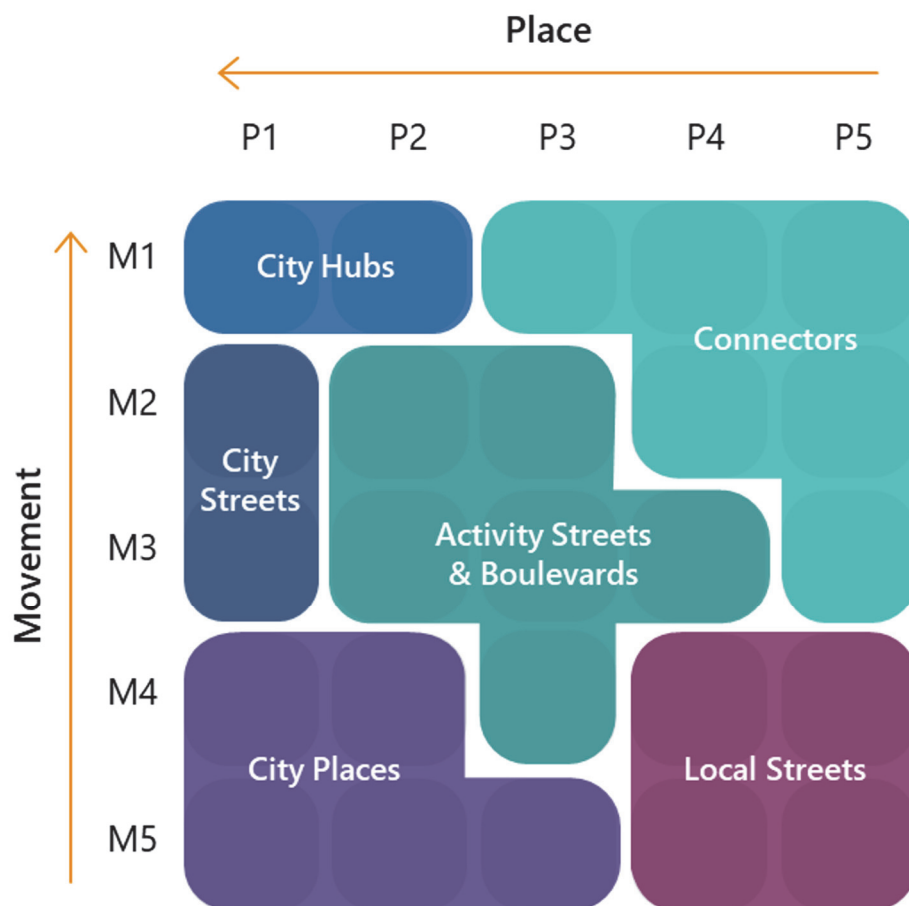 Place
P1 P2 P3 P4 P5
M1
City Hubs
Connectors
M2
City
Streets
M3
Activity Streets
& Boulevards
Movement
M4
City Places
Local Streets
M5